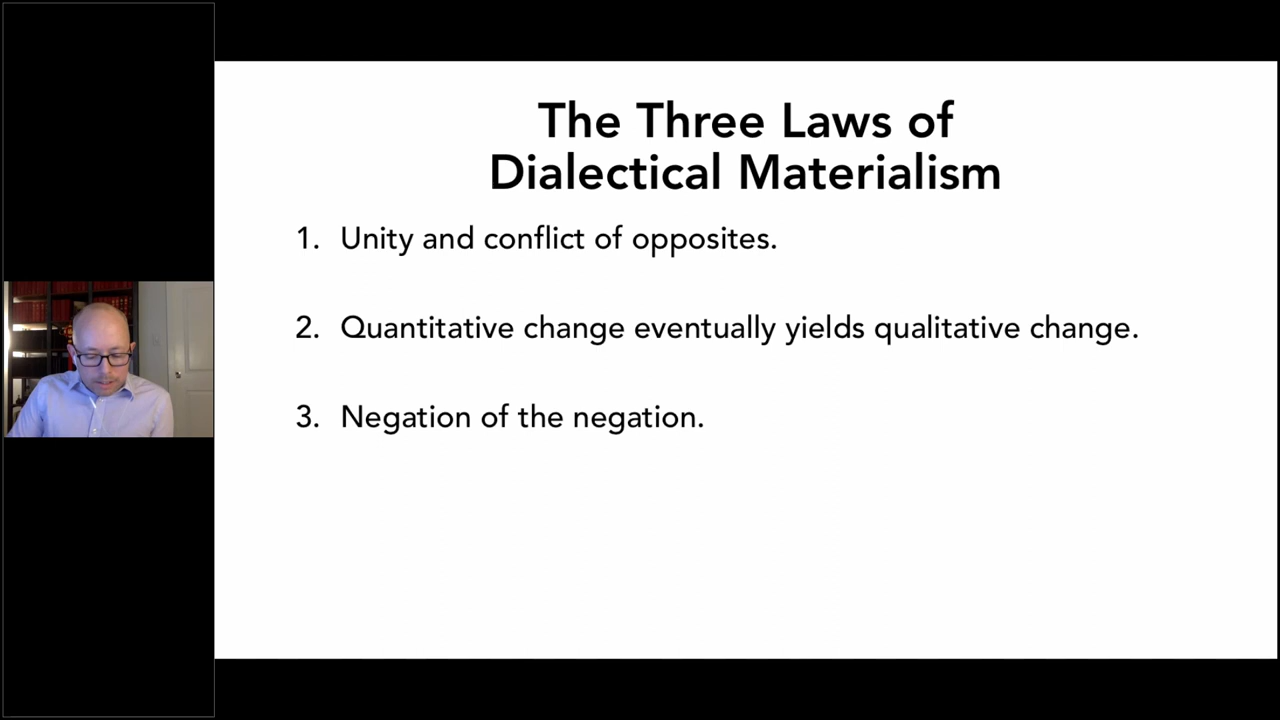 The Three Laws of
Dialectical Materialism
1. Unity and conflict of opposites.
2. Quantitative change eventually yields qualitative change.
3. Negation of the negation.